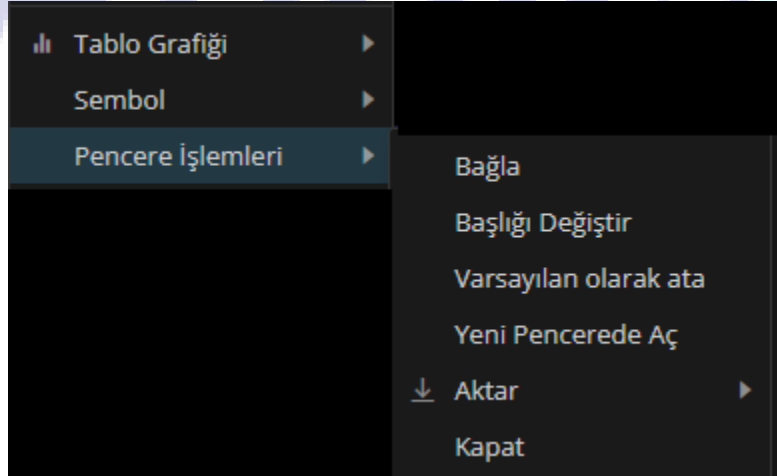 Tablo Grafiği
Sembol
Pencere İşlemleri
Bağla
Başlığı Değiştir
Varsayılan olarak ata
Yeni Pencerede Aç
Aktar
Kapat